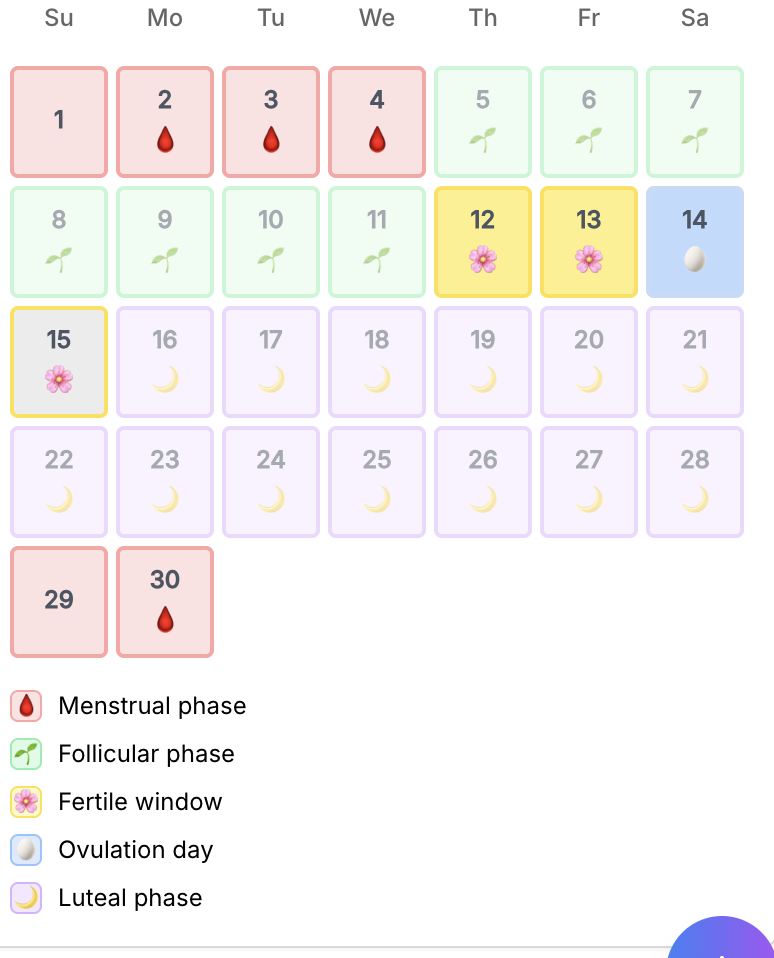 Su Mo Tu We Th Fr Sa
1 2 3 4 5 6 7
8 9 10 11 12 13 14
15 16 17 18 19 20 21
22 23 24 25 26 27 28
29 30
Menstrual phase
Follicular phase
Fertile window
Ovulation day
Luteal phase